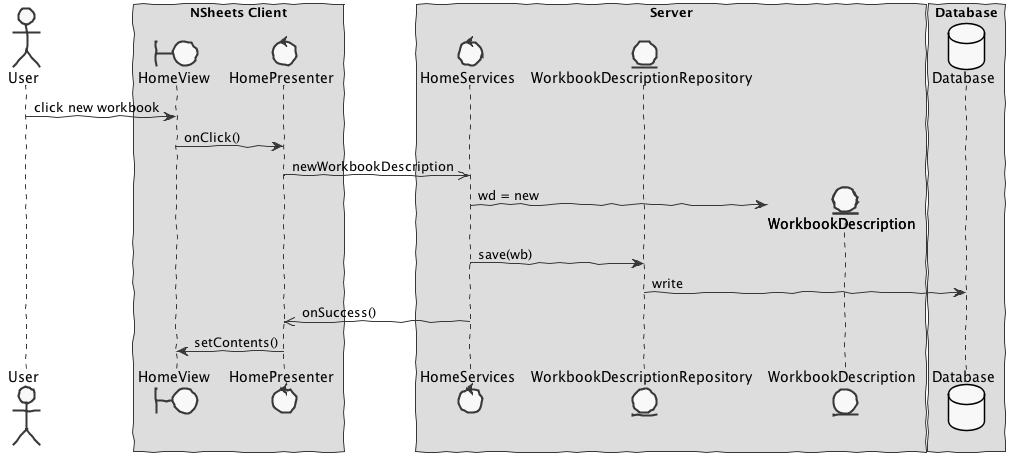 NSheets Client
Server
Database
User
HomeView
HomePresenter
HomeServices
WorkbookDescriptionRepository
Database
click new workbook
onClick()
newWorkbookDescription
wd = new
WorkbookDescription
save(wb)
write
onSuccess()
setContents()
User
HomeView
HomePresenter
HomeServices
WorkbookDescriptionRepository
WorkbookDescription
Database